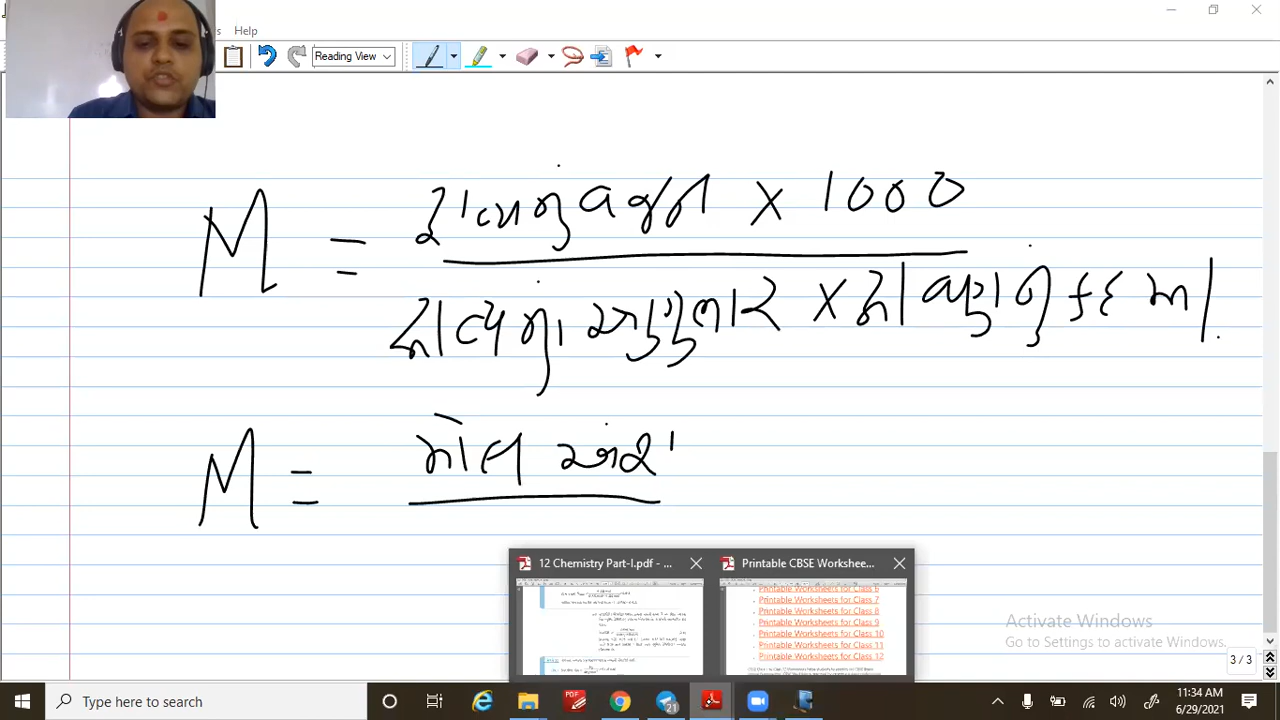 Help
Reading View
M = દ્રાવ્યનું વજન X 1000
દ્રાવ્યનો અણુભાર X દ્રાવણનું કદ ml
M = મોલ સંખ્યા
12 Chemistry Part-I.pdf - ...
Printable CBSE Workshee...
Printable Worksheets for Class 6
Printable Worksheets for Class 7
Printable Worksheets for Class 8
Printable Worksheets for Class 9
Printable Worksheets for Class 10
Printable Worksheets for Class 11
Printable Worksheets for Class 12
Activate Windows
Go to Settings to activate Windows.
3/3
Type here to search
21
11:34 AM
6/29/2021